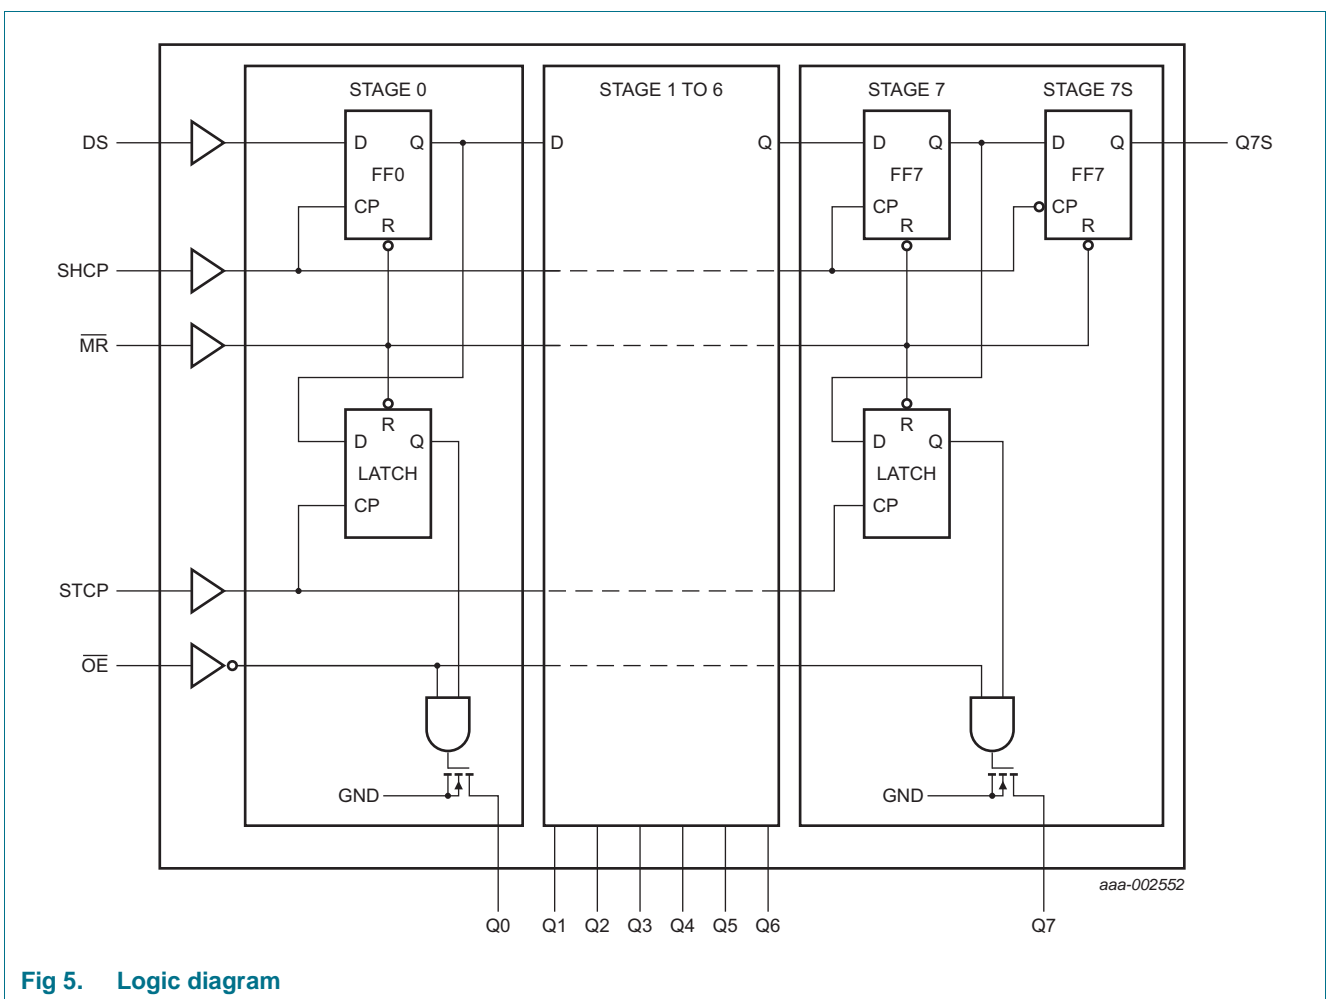 STAGE 0
STAGE 1 TO 6
STAGE 7
STAGE 7S
DS
D
Q
FF0
CP
R
D
Q
D
Q
FF7
CP
R
D
Q
FF7
CP
R
Q7S
SHCP
M̅R̅
R
D
Q
LATCH
CP
R
D
Q
LATCH
CP
STCP
O̅E̅
GND
GND
aaa-002552
Q0
Q1
Q2
Q3
Q4
Q5
Q6
Q7
Fig 5. Logic diagram